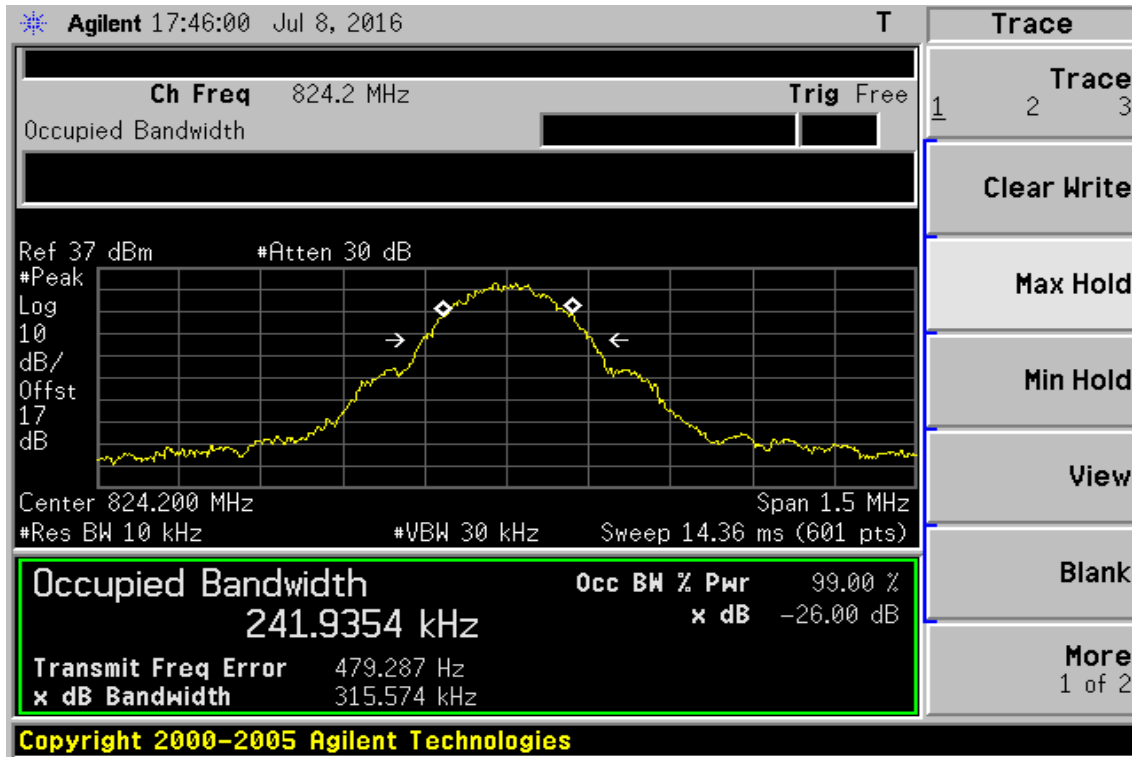 Agilent 17:46:00 Jul 8, 2016 T
Trace
Ch Freq 824.2 MHz Trig Free
Occupied Bandwidth
Trace
1 2 3
Clear Write
Max Hold
Min Hold
View
Blank
More
1 of 2
Ref 37 dBm #Atten 30 dB
#Peak
Log
10
dB/
Offst
17
dB
Center 824.200 MHz Span 1.5 MHz
#Res BW 10 kHz #VBW 30 kHz Sweep 14.36 ms (601 pts)
Occupied Bandwidth Occ BW % Pwr 99.00 %
241.9354 kHz x dB -26.00 dB
Transmit Freq Error 479.287 Hz
x dB Bandwidth 315.574 kHz
Copyright 2000-2005 Agilent Technologies